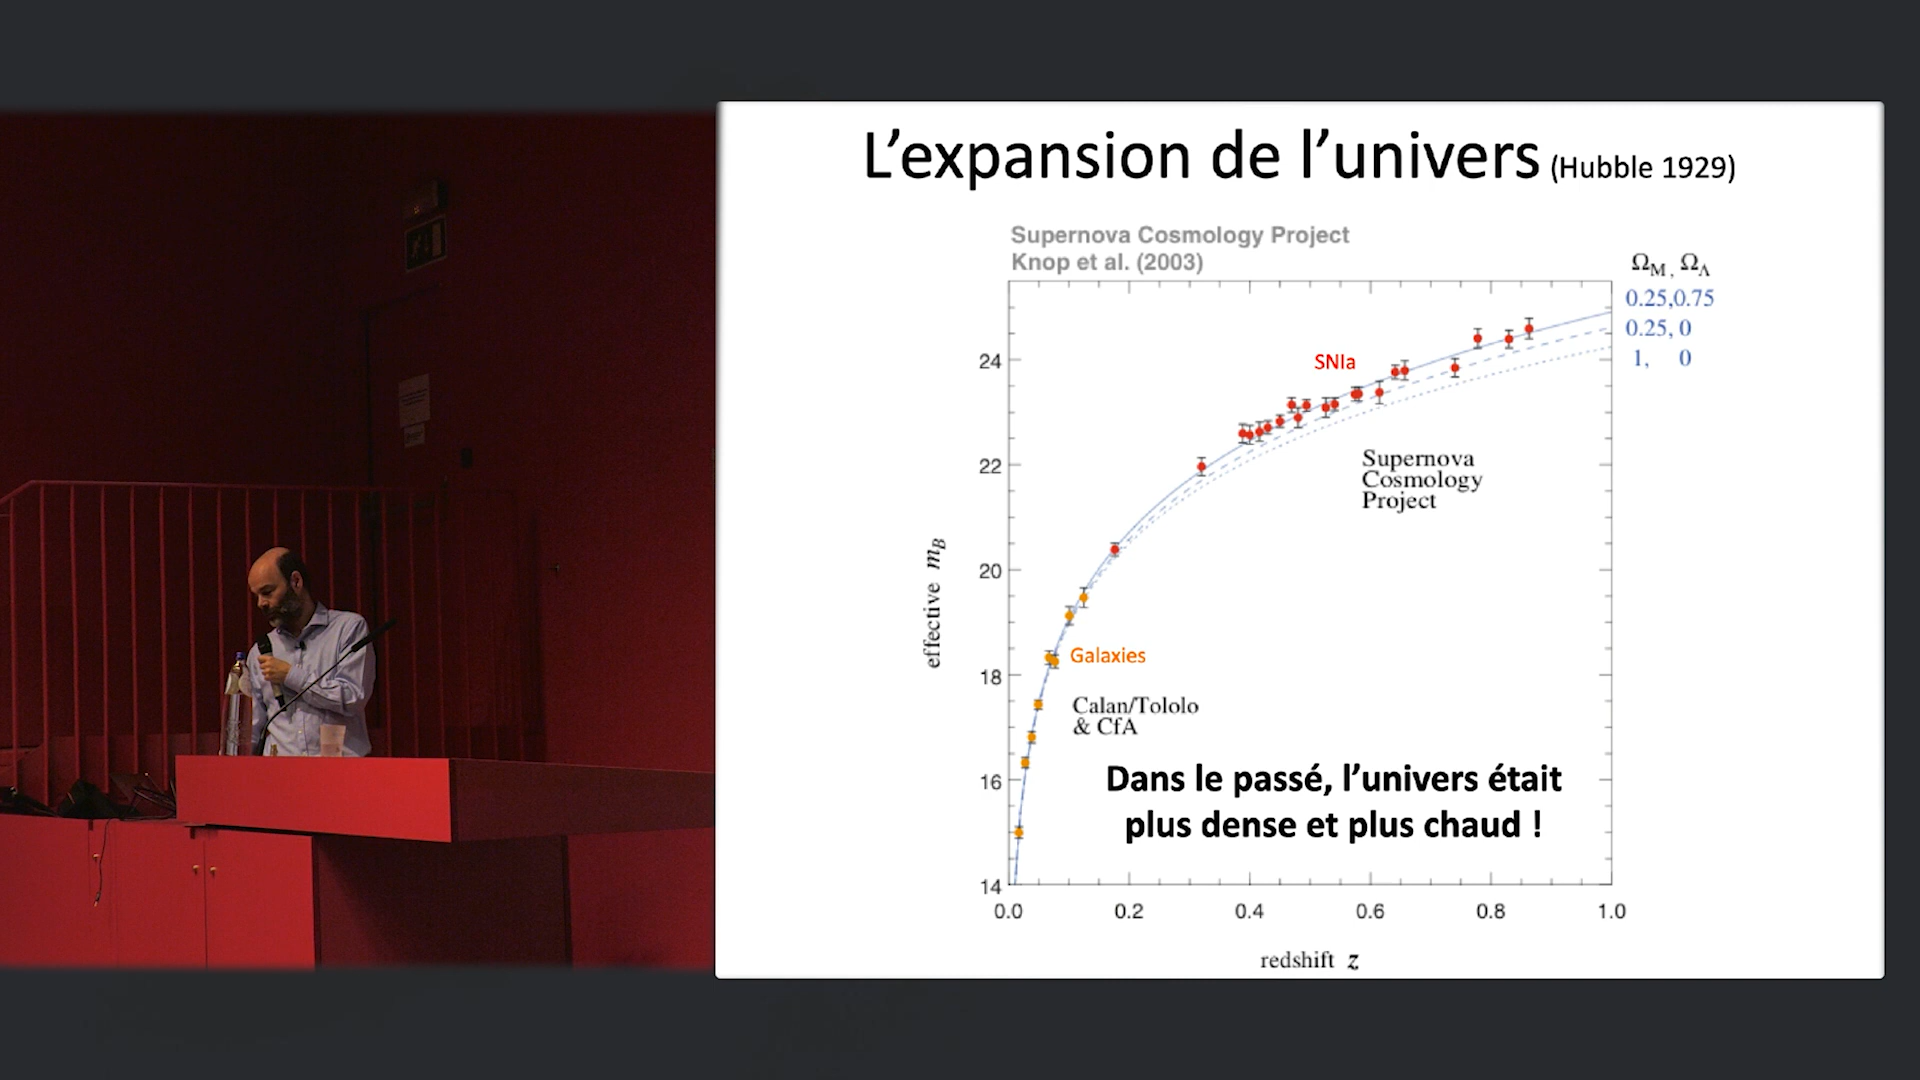 L’expansion de l’univers (Hubble 1929)
Supernova Cosmology Project
Knop et al. (2003)
Ω_M , Ω_Λ
0.25,0.75
0.25, 0
1, 0
24
22
20
18
16
14
effective m_B
SNIa
Supernova
Cosmology
Project
Galaxies
Calan/Tololo
& CfA
Dans le passé, l’univers était
plus dense et plus chaud !
0.0 0.2 0.4 0.6 0.8 1.0
redshift z